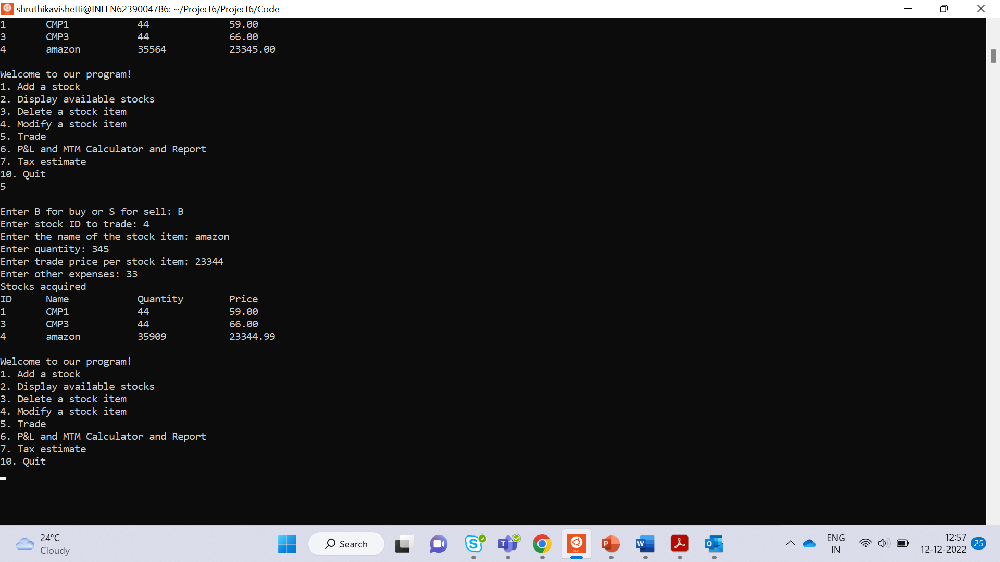 shruthikavishetti@INLEN6239004786: ~/Project6/Project6/Code
1 CMP1 44 59.00
3 CMP3 44 66.00
4 amazon 35564 23345.00
Welcome to our program!
1. Add a stock
2. Display available stocks
3. Delete a stock item
4. Modify a stock item
5. Trade
6. P&L and MTM Calculator and Report
7. Tax estimate
10. Quit
5
Enter B for buy or S for sell: B
Enter stock ID to trade: 4
Enter the name of the stock item: amazon
Enter quantity: 345
Enter trade price per stock item: 23344
Enter other expenses: 33
Stocks acquired
ID Name Quantity Price
1 CMP1 44 59.00
3 CMP3 44 66.00
4 amazon 35909 23344.99
Welcome to our program!
1. Add a stock
2. Display available stocks
3. Delete a stock item
4. Modify a stock item
5. Trade
6. P&L and MTM Calculator and Report
7. Tax estimate
10. Quit
24°C
Cloudy
Search
S
T
P
W
O
ENG
IN
12:57
12-12-2022
25